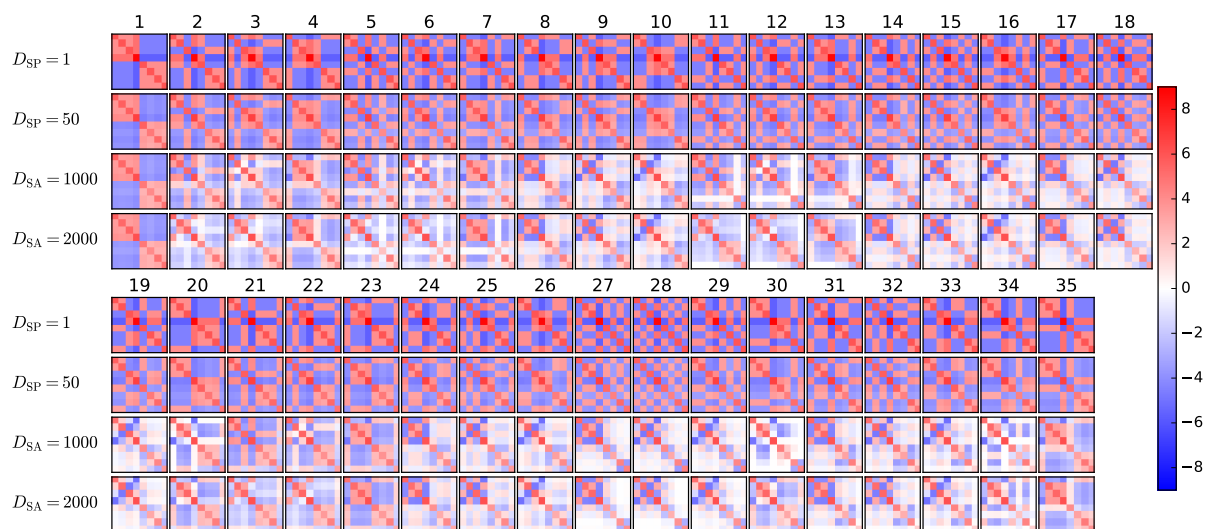 1 2 3 4 5 6 7 8 9 10 11 12 13 14 15 16 17 18
D_SP = 1
D_SP = 50
D_SA = 1000
D_SA = 2000
19 20 21 22 23 24 25 26 27 28 29 30 31 32 33 34 35
D_SP = 1
D_SP = 50
D_SA = 1000
D_SA = 2000
8
6
4
2
0
−2
−4
−6
−8